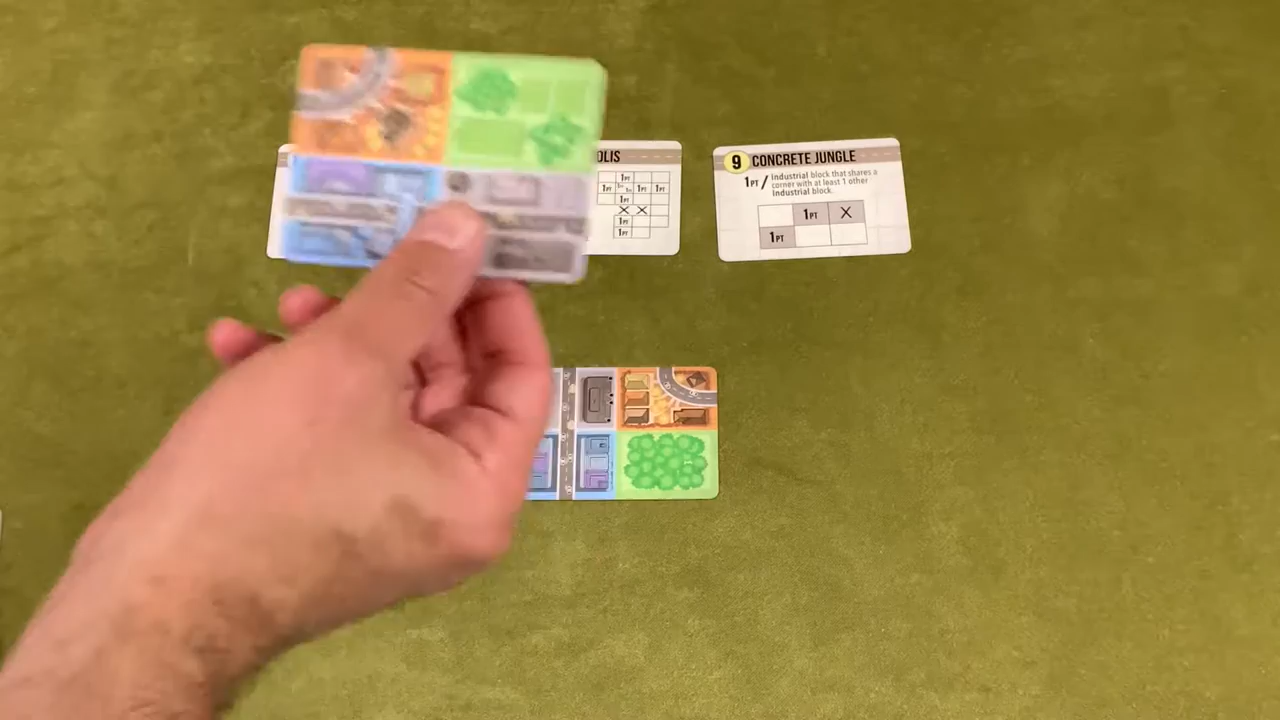 OLIS
1PT
1PT 1PT 1PT
1PT
X X
1PT
1PT
9 CONCRETE JUNGLE
1PT / Industrial block that shares a
corner with at least 1 other
Industrial block.
1PT X
1PT